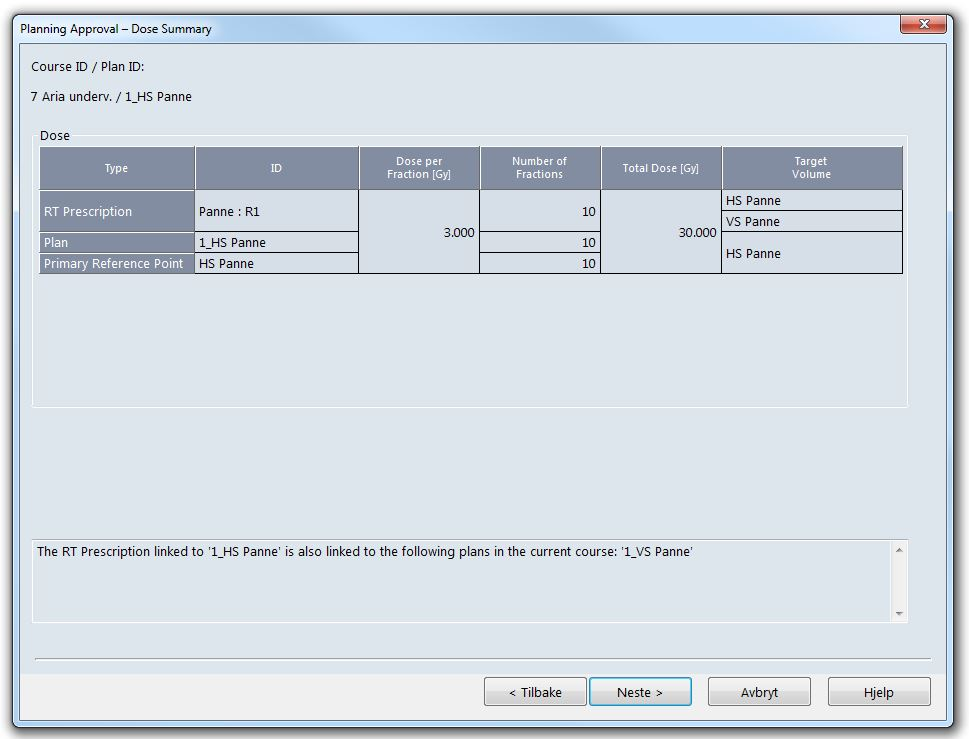 Planning Approval – Dose Summary
Course ID / Plan ID:
7 Aria underv. / 1_HS Panne
Dose
Type ID Dose per Fraction [Gy] Number of Fractions Total Dose [Gy] Target Volume
RT Prescription Panne : R1 3.000 10 30.000 HS Panne
VS Panne
Plan 1_HS Panne 10 HS Panne
Primary Reference Point HS Panne 10
The RT Prescription linked to '1_HS Panne' is also linked to the following plans in the current course: '1_VS Panne'
< Tilbake Neste > Avbryt Hjelp